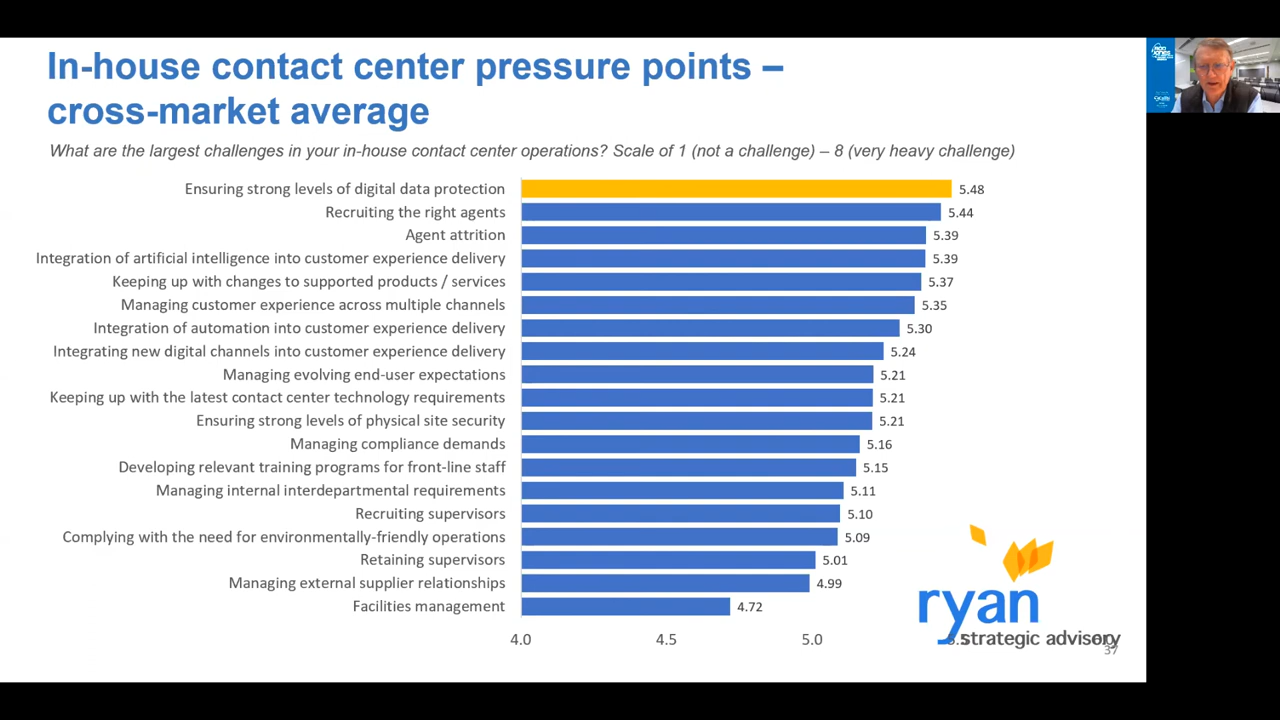 In-house contact center pressure points –
cross-market average
What are the largest challenges in your in-house contact center operations? Scale of 1 (not a challenge) – 8 (very heavy challenge)
Ensuring strong levels of digital data protection 5.48
Recruiting the right agents 5.44
Agent attrition 5.39
Integration of artificial intelligence into customer experience delivery 5.39
Keeping up with changes to supported products / services 5.37
Managing customer experience across multiple channels 5.35
Integration of automation into customer experience delivery 5.30
Integrating new digital channels into customer experience delivery 5.24
Managing evolving end-user expectations 5.21
Keeping up with the latest contact center technology requirements 5.21
Ensuring strong levels of physical site security 5.21
Managing compliance demands 5.16
Developing relevant training programs for front-line staff 5.15
Managing internal interdepartmental requirements 5.11
Recruiting supervisors 5.10
Complying with the need for environmentally-friendly operations 5.09
Retaining supervisors 5.01
Managing external supplier relationships 4.99
Facilities management 4.72
4.0 4.5 5.0
ryan
strategic advisory
37